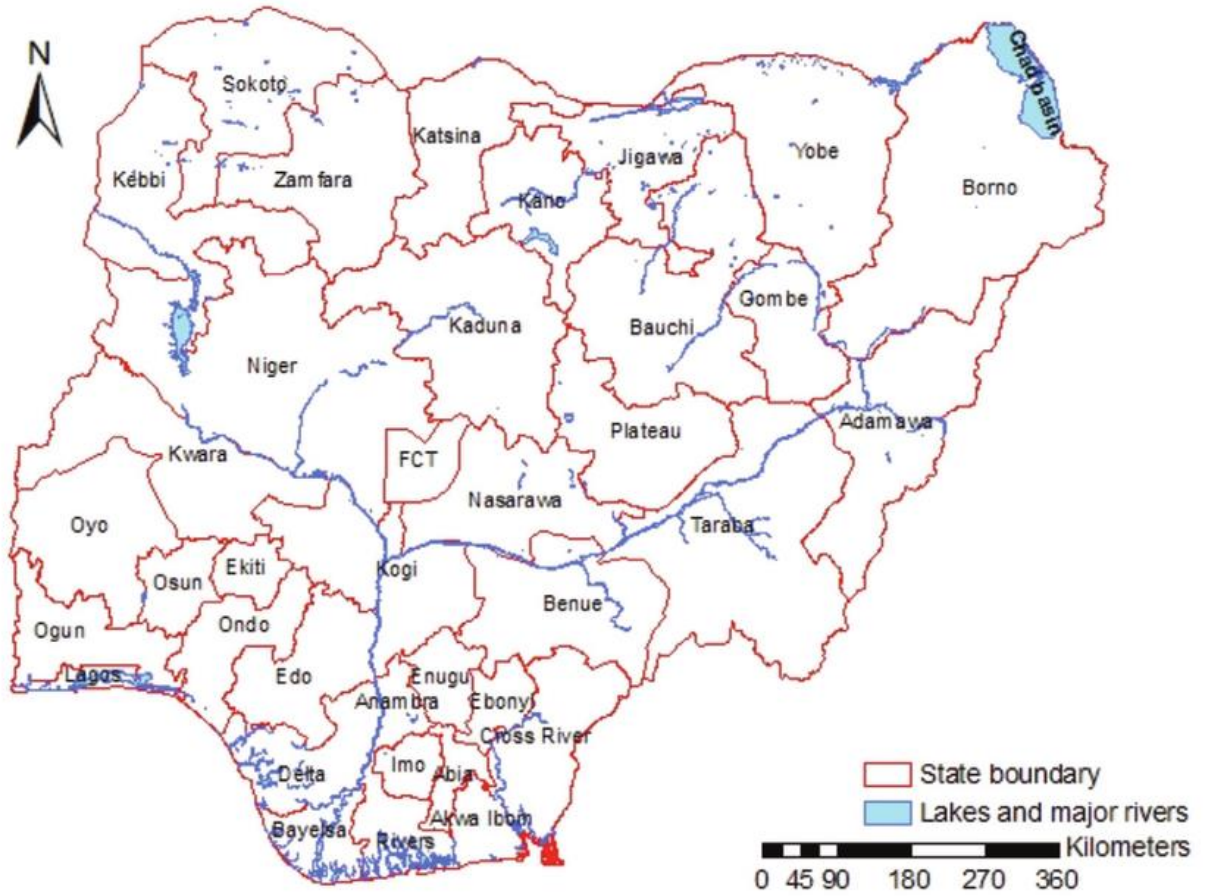 N
Chad basin
Sokoto
Katsina
Kebbi
Zamfara
Jigawa
Yobe
Borno
Kano
Gombe
Kaduna
Bauchi
Niger
Adamawa
Plateau
Kwara
FCT
Nasarawa
Oyo
Taraba
Kogi
Ekiti
Osun
Benue
Ogun
Ondo
Lagos
Edo
Enugu
Anambra
Ebonyi
Cross River
Imo
Abia
Delta
Akwa Ibom
Bayelsa
Rivers
State boundary
Lakes and major rivers
Kilometers
0 45 90 180 270 360